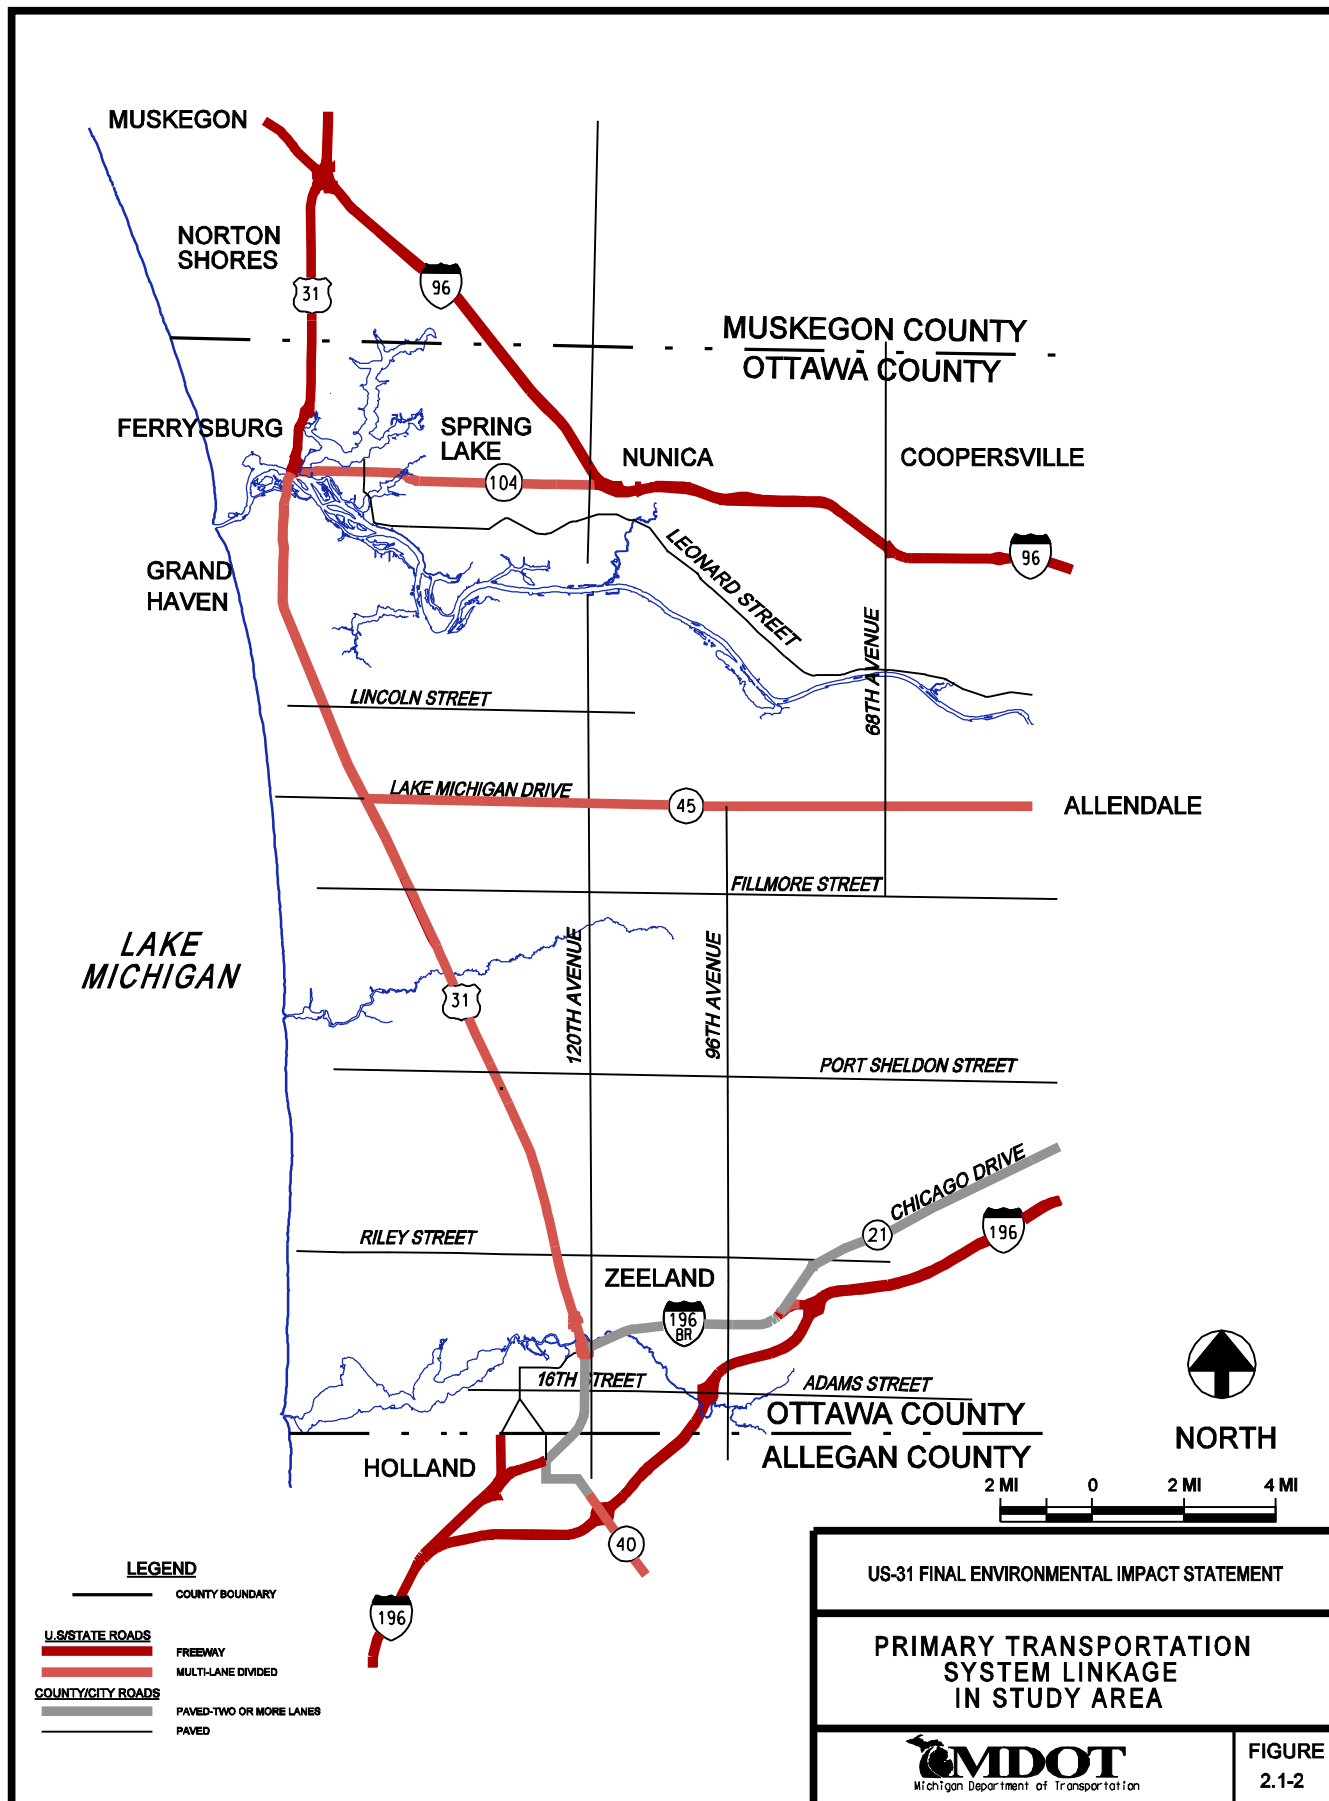 MUSKEGON
NORTON
SHORES
31
96
MUSKEGON COUNTY
OTTAWA COUNTY
FERRYSBURG
SPRING
LAKE
NUNICA
COOPERSVILLE
104
96
LEONARD STREET
GRAND
HAVEN
68TH AVENUE
LINCOLN STREET
LAKE MICHIGAN DRIVE
45
ALLENDALE
FILLMORE STREET
LAKE
MICHIGAN
120TH AVENUE
96TH AVENUE
31
PORT SHELDON STREET
CHICAGO DRIVE
21
196
RILEY STREET
ZEELAND
196
BR
16TH STREET
ADAMS STREET
OTTAWA COUNTY
ALLEGAN COUNTY
HOLLAND
NORTH
2 MI 0 2 MI 4 MI
40
196
LEGEND
COUNTY BOUNDARY
U.S/STATE ROADS
FREEWAY
MULTI-LANE DIVIDED
COUNTY/CITY ROADS
PAVED-TWO OR MORE LANES
PAVED
US-31 FINAL ENVIRONMENTAL IMPACT STATEMENT
PRIMARY TRANSPORTATION
SYSTEM LINKAGE
IN STUDY AREA
MDOT
Michigan Department of Transportation
FIGURE
2.1-2